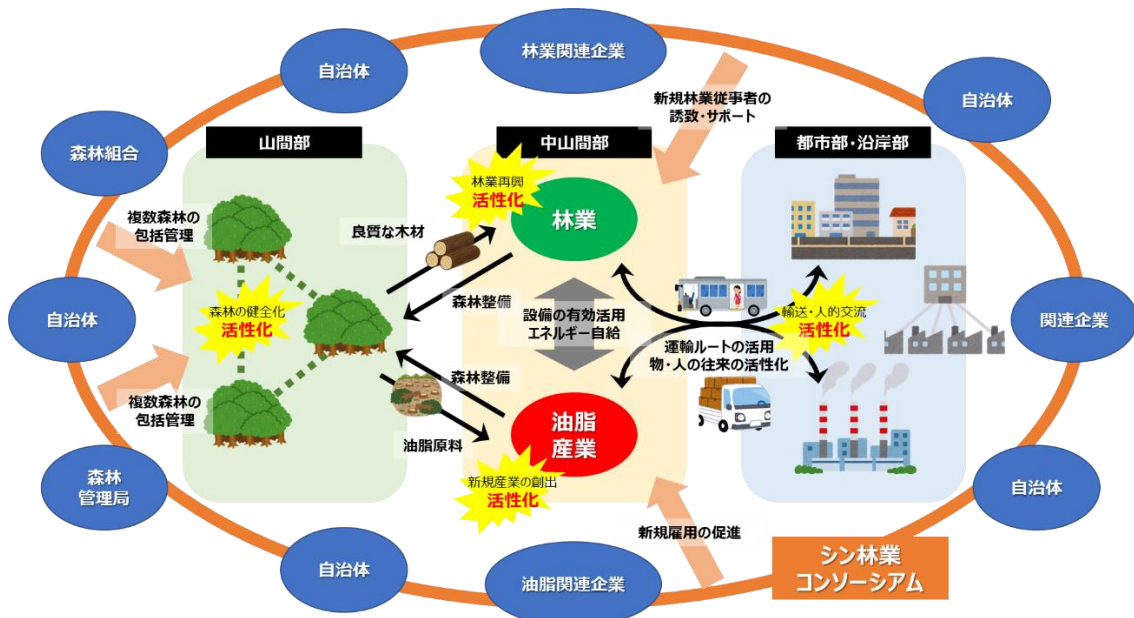 林業関連企業
自治体
自治体
新規林業従事者の
誘致・サポート
森林組合
山間部
中山間部
都市部・沿岸部
林業再興
活性化
林業
複数森林の
包括管理
良質な木材
自治体
森林の健全化
活性化
森林整備
設備の有効活用
エネルギー自給
輸送・人的交流
活性化
関連企業
運輸ルートの活用
物・人の往来の活性化
森林整備
複数森林の
包括管理
油脂原料
油脂
産業
森林
管理局
新規産業の創出
活性化
自治体
新規雇用の促進
自治体
油脂関連企業
シン林業
コンソーシアム